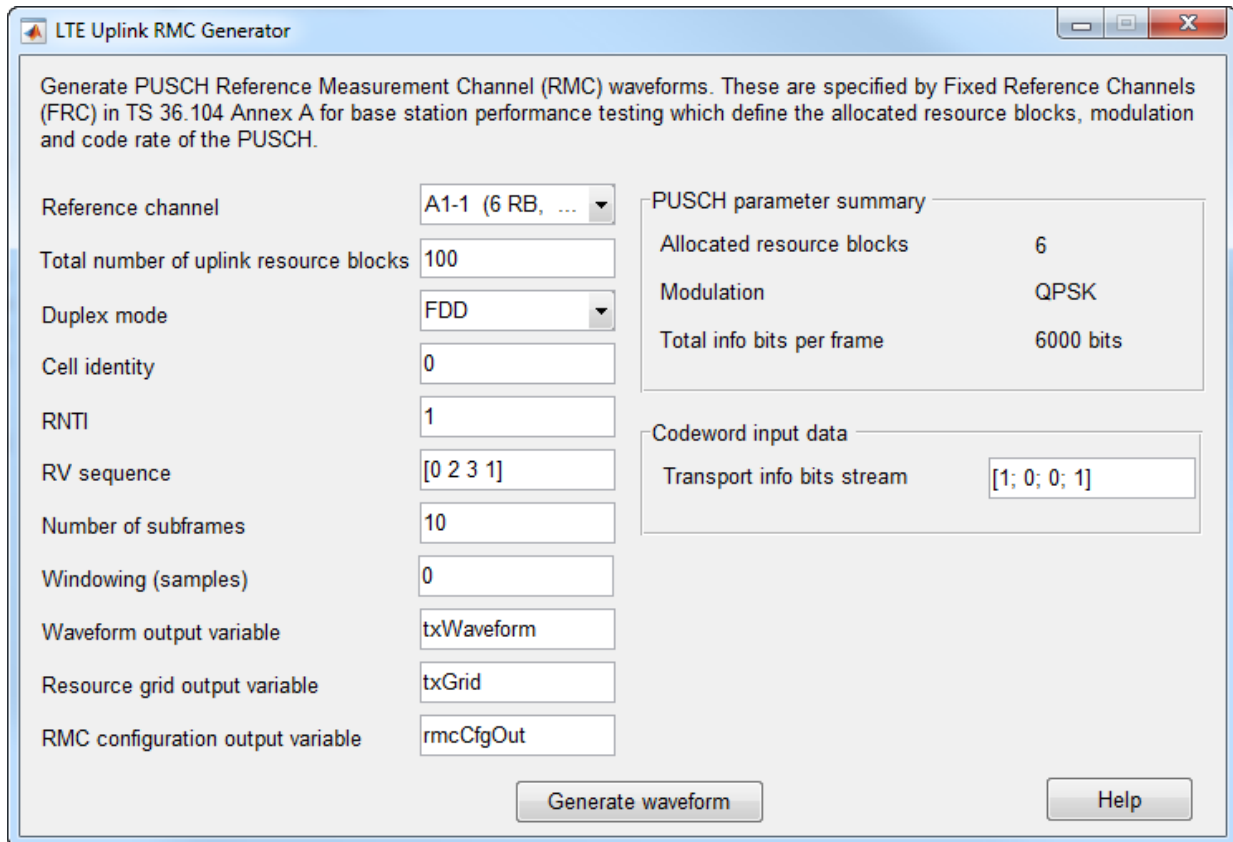 LTE Uplink RMC Generator
Generate PUSCH Reference Measurement Channel (RMC) waveforms. These are specified by Fixed Reference Channels
(FRC) in TS 36.104 Annex A for base station performance testing which define the allocated resource blocks, modulation
and code rate of the PUSCH.
Reference channel A1-1 (6 RB, ...
Total number of uplink resource blocks 100
Duplex mode FDD
Cell identity 0
RNTI 1
RV sequence [0 2 3 1]
Number of subframes 10
Windowing (samples) 0
Waveform output variable txWaveform
Resource grid output variable txGrid
RMC configuration output variable rmcCfgOut
PUSCH parameter summary
Allocated resource blocks 6
Modulation QPSK
Total info bits per frame 6000 bits
Codeword input data
Transport info bits stream [1; 0; 0; 1]
Generate waveform
Help